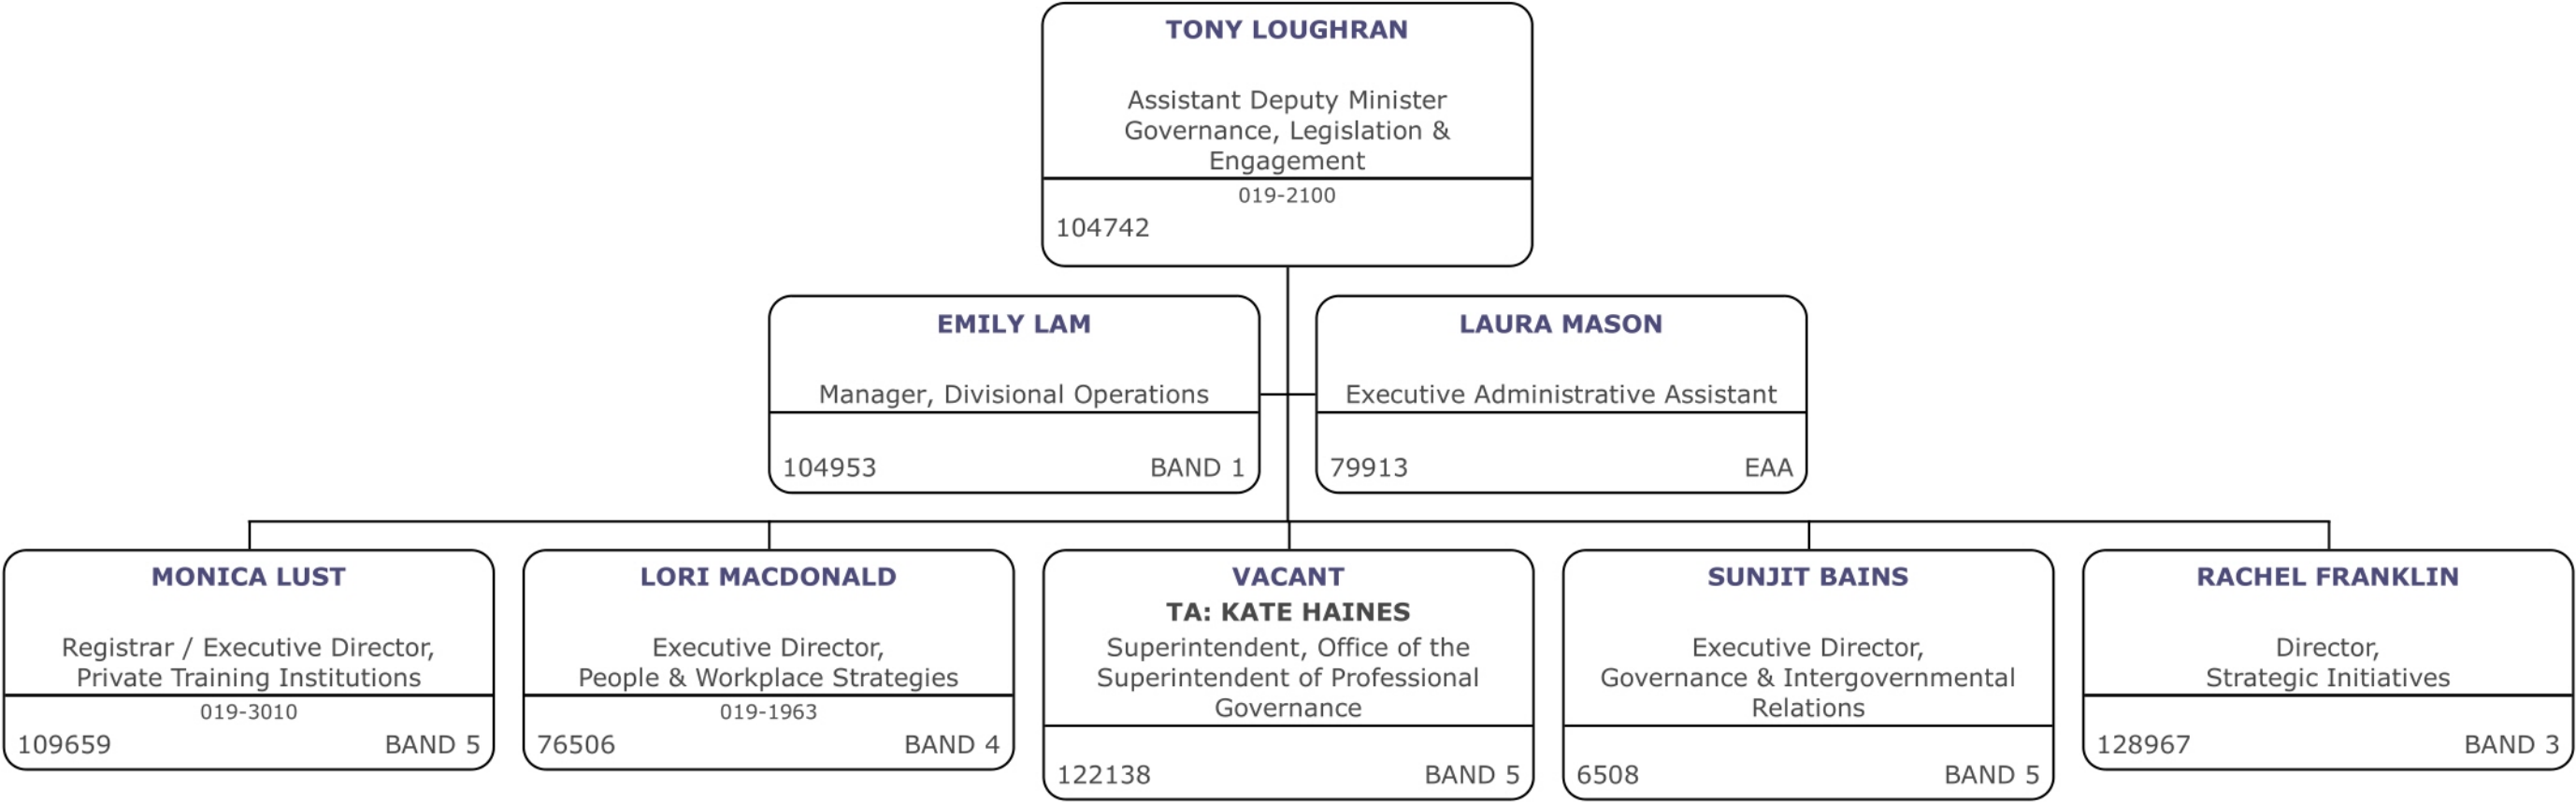 TONY LOUGHRAN
Assistant Deputy Minister
Governance, Legislation &
Engagement
019-2100
104742
EMILY LAM
Manager, Divisional Operations
104953 BAND 1
LAURA MASON
Executive Administrative Assistant
79913 EAA
MONICA LUST
Registrar / Executive Director,
Private Training Institutions
019-3010
109659 BAND 5
LORI MACDONALD
Executive Director,
People & Workplace Strategies
019-1963
76506 BAND 4
VACANT
TA: KATE HAINES
Superintendent, Office of the
Superintendent of Professional
Governance
122138 BAND 5
SUNJIT BAINS
Executive Director,
Governance & Intergovernmental
Relations
6508 BAND 5
RACHEL FRANKLIN
Director,
Strategic Initiatives
128967 BAND 3